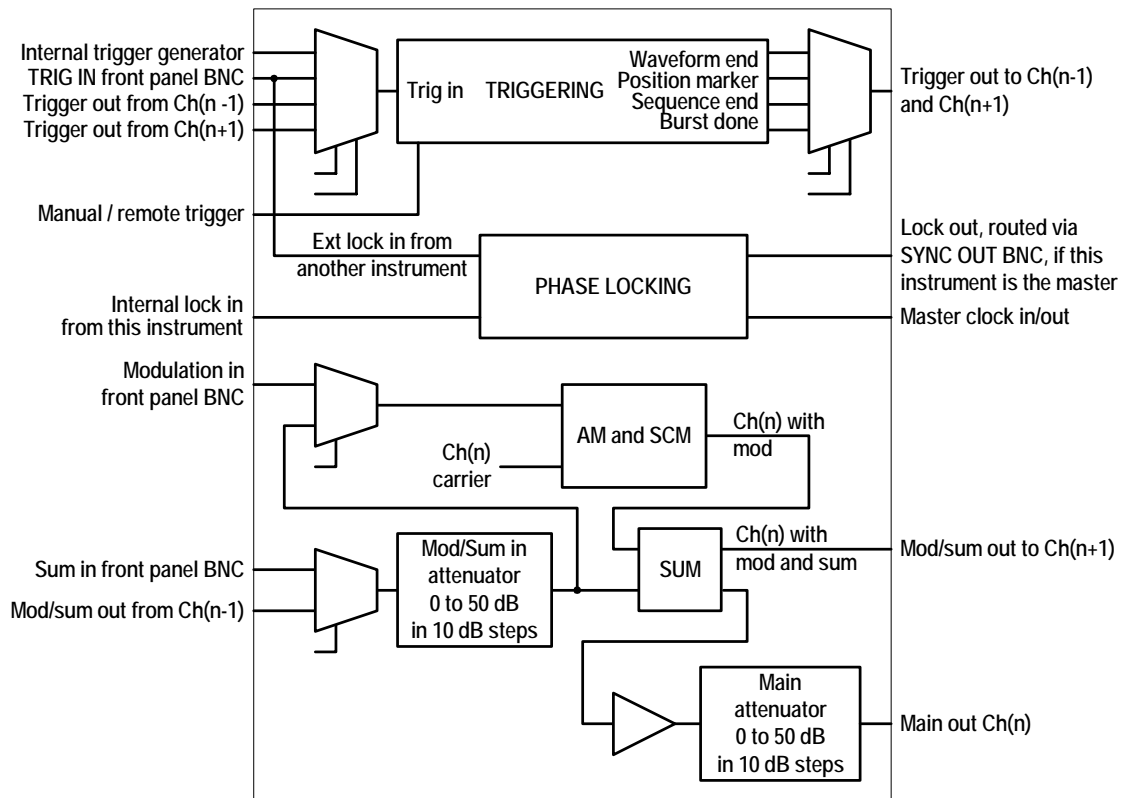 Internal trigger generator
TRIG IN front panel BNC
Trigger out from Ch(n -1)
Trigger out from Ch(n+1)
Trig in
TRIGGERING
Waveform end
Position marker
Sequence end
Burst done
Trigger out to Ch(n-1)
and Ch(n+1)
Manual / remote trigger
Ext lock in from
another instrument
PHASE LOCKING
Lock out, routed via
SYNC OUT BNC, if this
instrument is the master
Internal lock in
from this instrument
Master clock in/out
Modulation in
front panel BNC
Ch(n)
carrier
AM and SCM
Ch(n) with
mod
Sum in front panel BNC
Mod/sum out from Ch(n-1)
Mod/Sum in
attenuator
0 to 50 dB
in 10 dB steps
SUM
Ch(n) with
mod and sum
Mod/sum out to Ch(n+1)
Main
attenuator
0 to 50 dB
in 10 dB steps
Main out Ch(n)